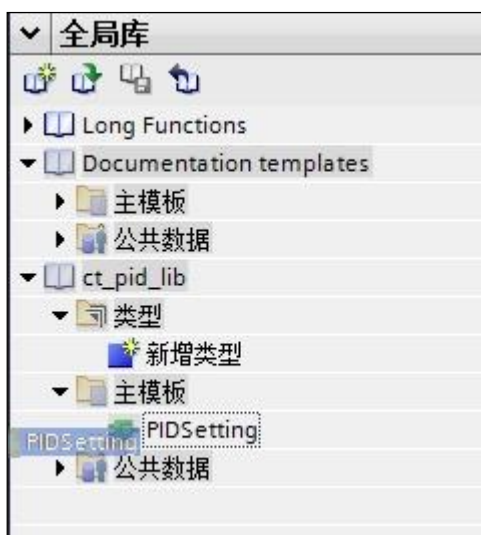 全局库
Long Functions
Documentation templates
主模板
公共数据
ct_pid_lib
类型
新增类型
主模板
PIDSetting
PIDSetting
公共数据